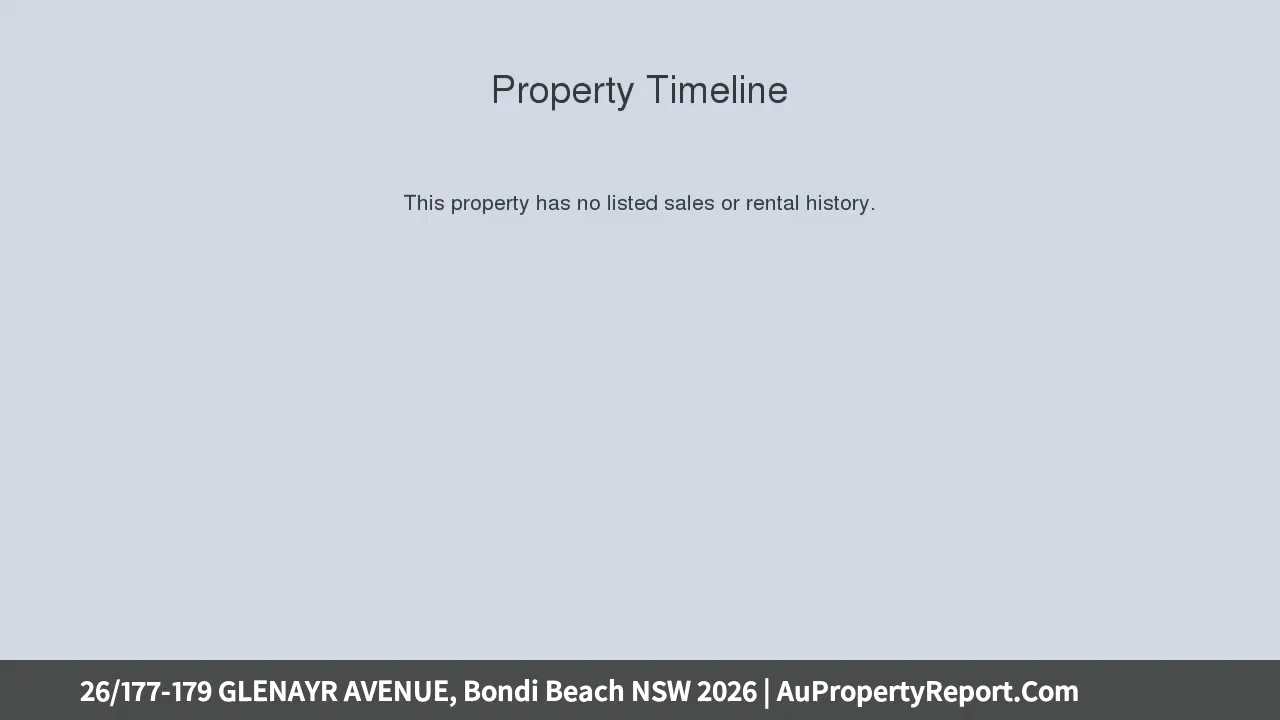 Property Timeline
This property has no listed sales or rental history.
26/177-179 GLENAYR AVENUE, Bondi Beach NSW 2026 | AuPropertyReport.Com